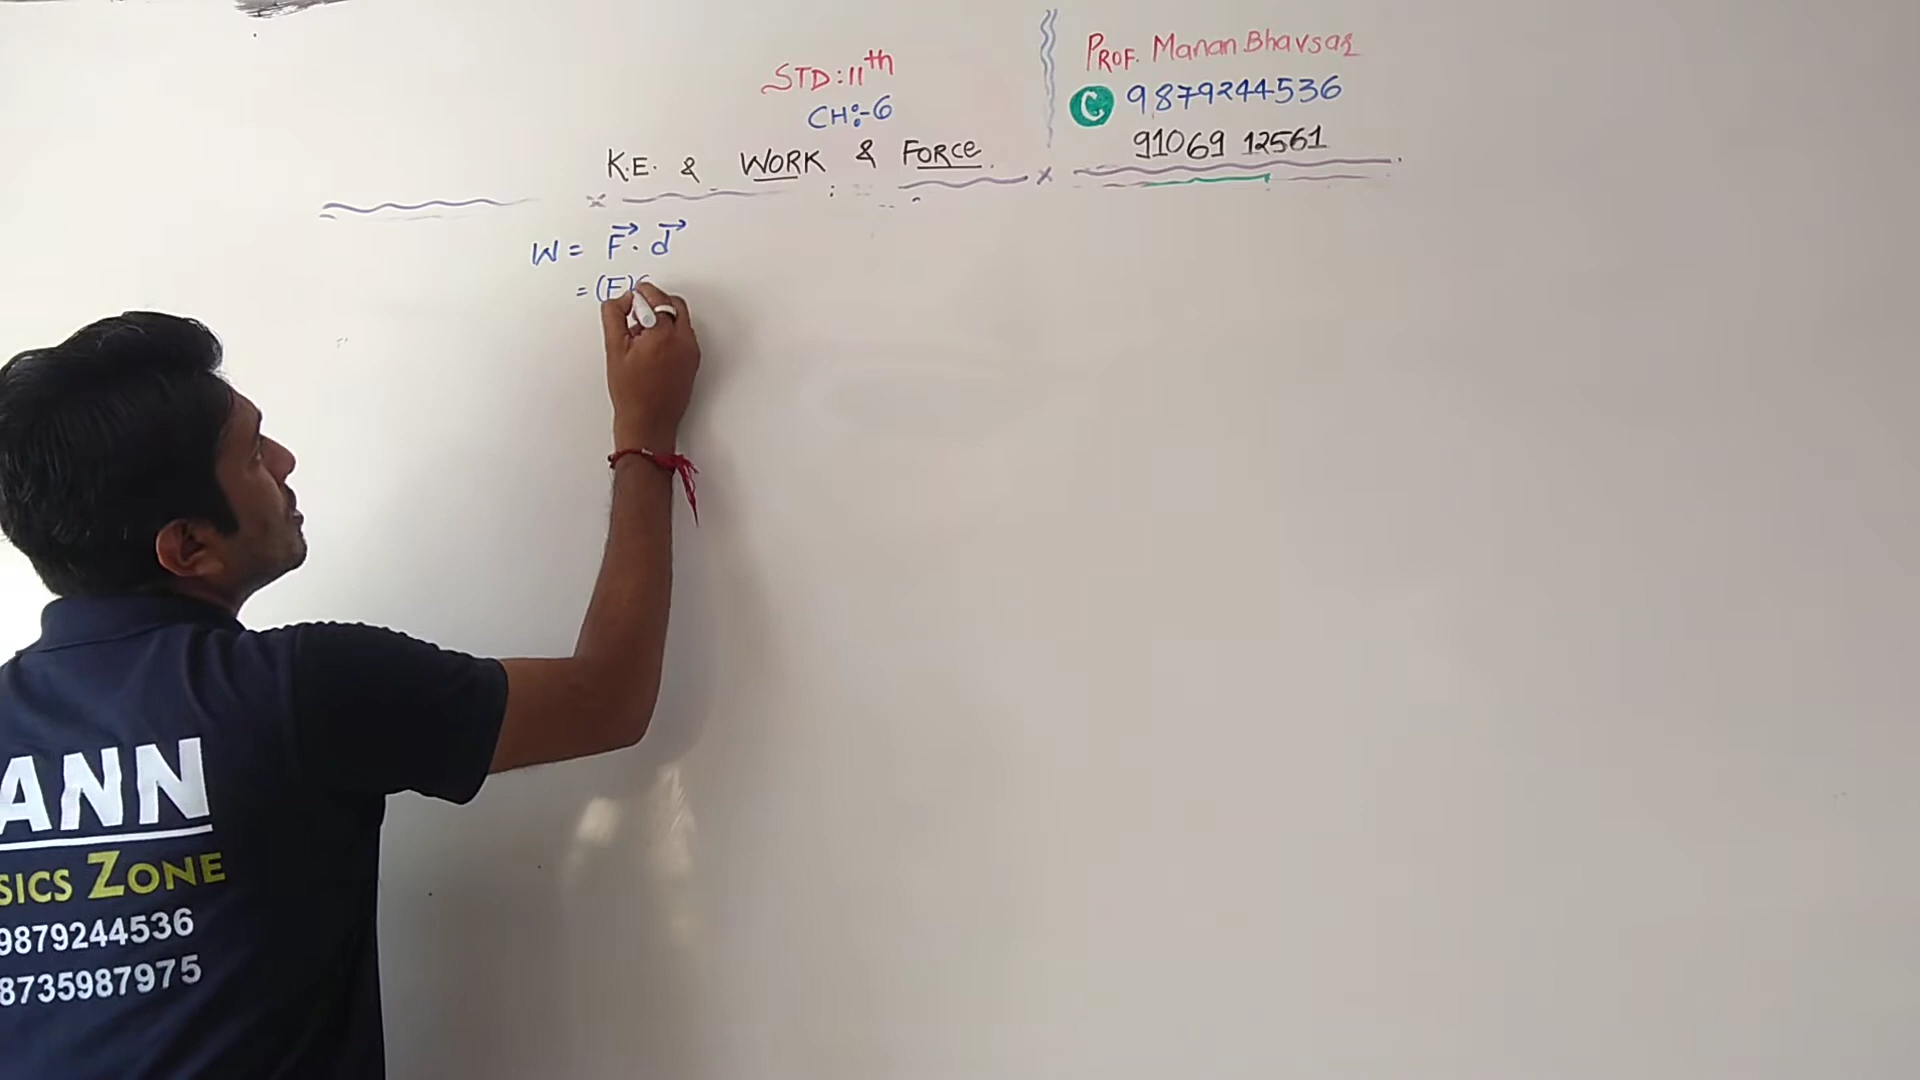 STD:11th
CH:-6
K.E. & WORK & FORCE.
PROF. Manan Bhavsar
C 9879244536
91069 12561
W = F⃗ · d⃗
= (F)(
ANN
SICS ZONE
9879244536
8735987975